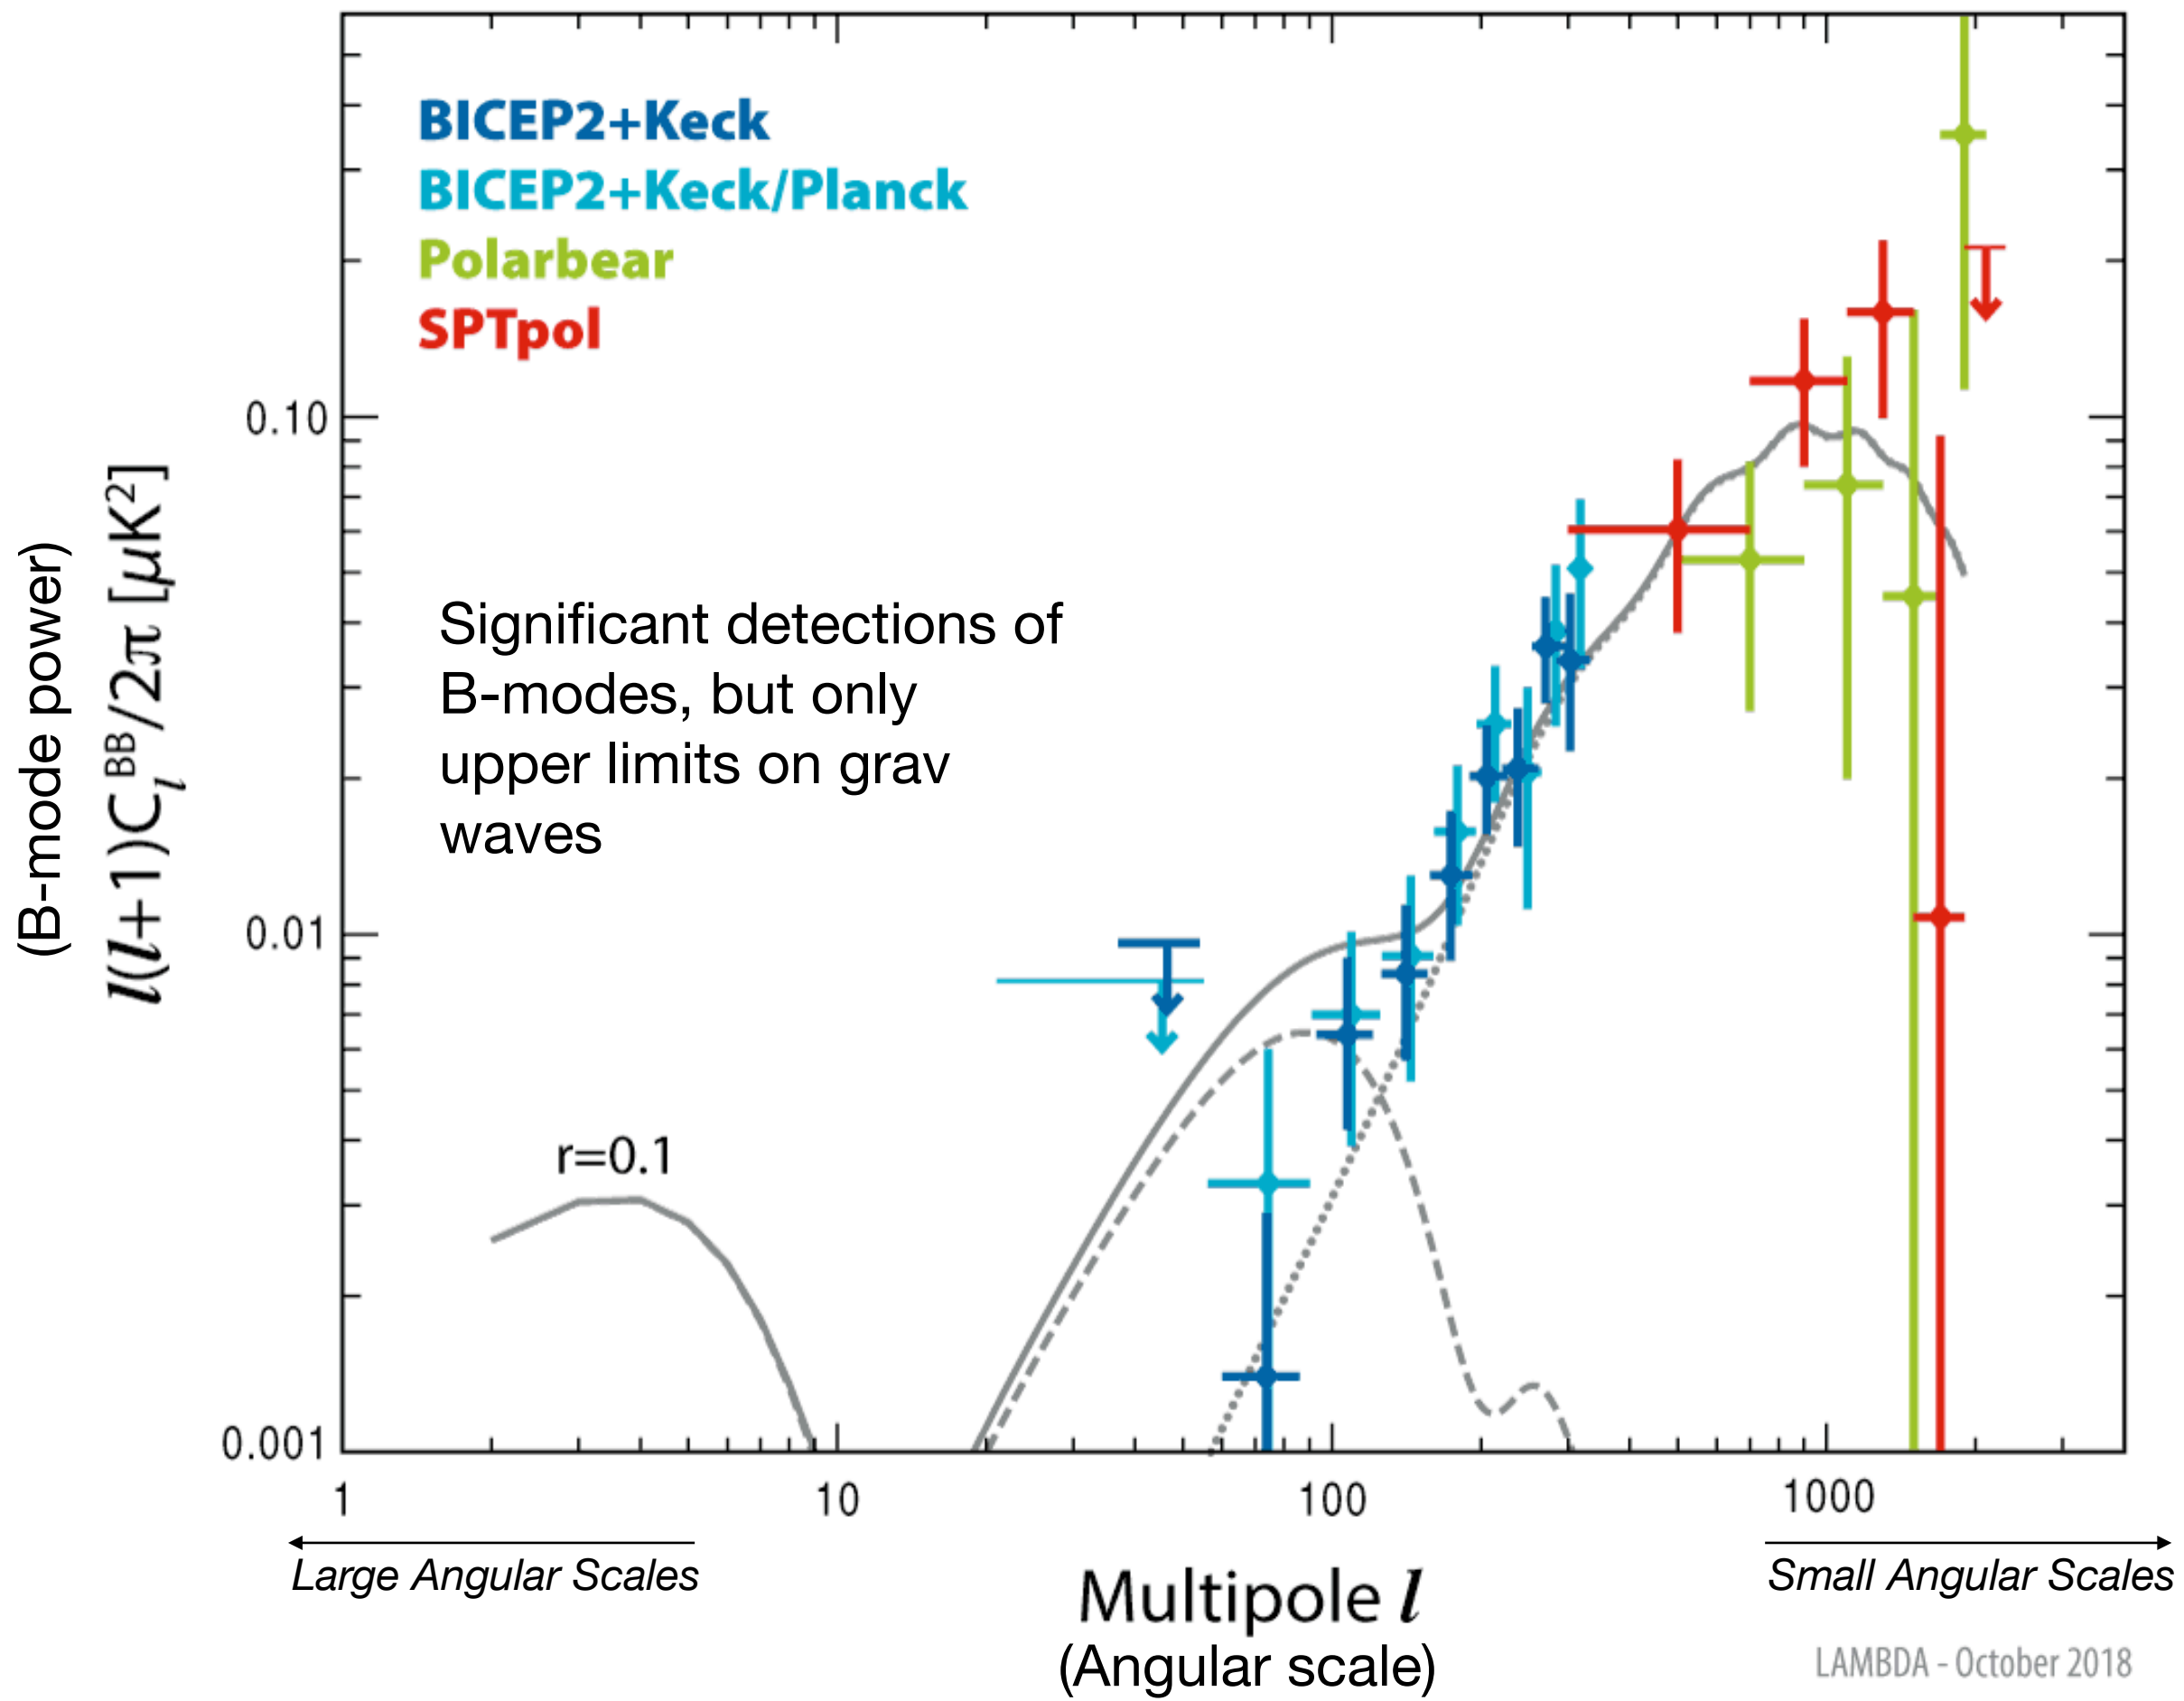 BICEP2+Keck
BICEP2+Keck/Planck
Polarbear
SPTpol
Significant detections of
B-modes, but only
upper limits on grav
waves
r=0.1
(B-mode power)
l(l+1)C_l^BB/2π [μK²]
0.10
0.01
0.001
1 10 100 1000
Large Angular Scales
Small Angular Scales
Multipole l
(Angular scale)
LAMBDA - October 2018